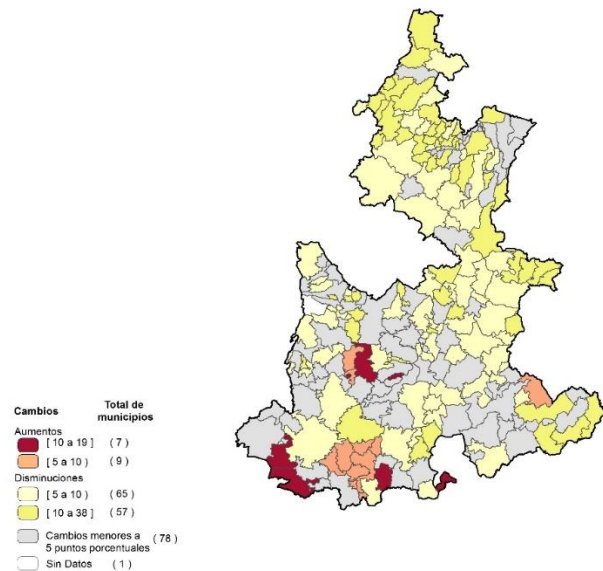 Cambios Total de municipios
Aumentos
[ 10 a 19 ] ( 7 )
[ 5 a 10 ) ( 9 )
Disminuciones
[ 5 a 10 ) ( 65 )
[ 10 a 38 ] ( 57 )
Cambios menores a
5 puntos porcentuales ( 78 )
Sin Datos ( 1 )